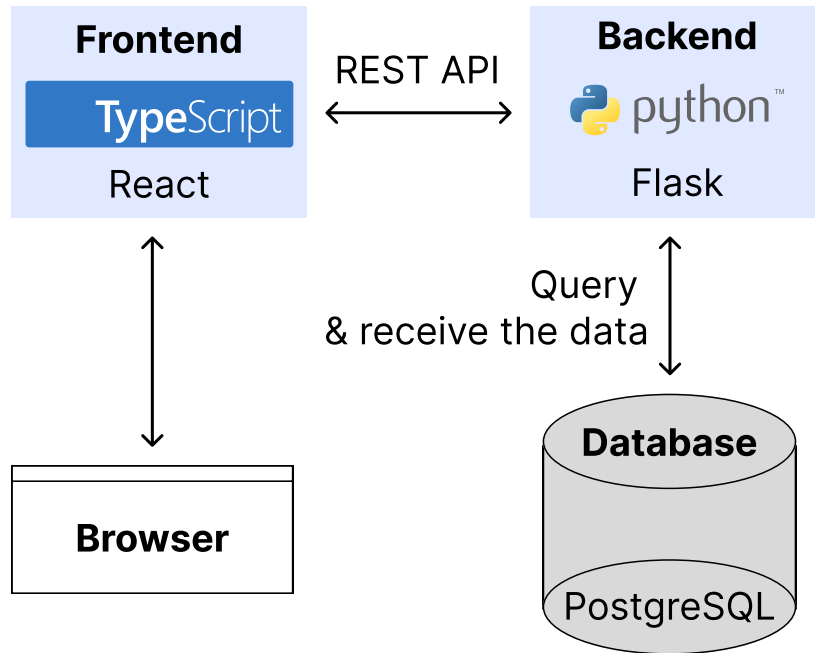 Frontend
TypeScript
React
REST API
Backend
python™
Flask
Query
& receive the data
Browser
Database
PostgreSQL